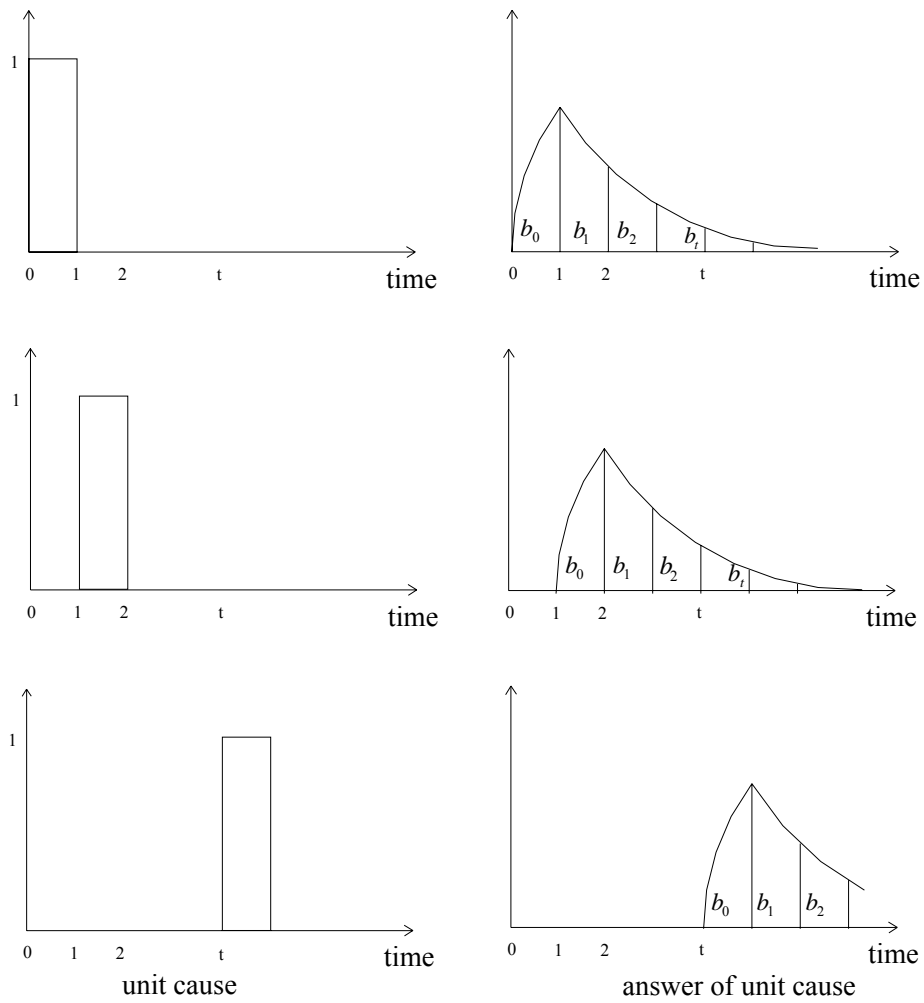 1
0 1 2 t time
b₀ b₁ b₂ bₜ
0 1 2 t time
1
0 1 2 t time
b₀ b₁ b₂ bₜ
0 1 2 t time
1
0 1 2 t time
unit cause
b₀ b₁ b₂
0 1 2 t time
answer of unit cause